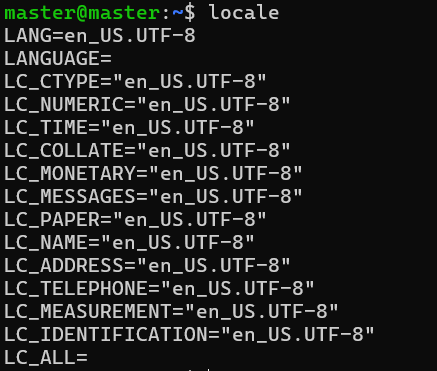 master@master:~$ locale
LANG=en_US.UTF-8
LANGUAGE=
LC_CTYPE="en_US.UTF-8"
LC_NUMERIC="en_US.UTF-8"
LC_TIME="en_US.UTF-8"
LC_COLLATE="en_US.UTF-8"
LC_MONETARY="en_US.UTF-8"
LC_MESSAGES="en_US.UTF-8"
LC_PAPER="en_US.UTF-8"
LC_NAME="en_US.UTF-8"
LC_ADDRESS="en_US.UTF-8"
LC_TELEPHONE="en_US.UTF-8"
LC_MEASUREMENT="en_US.UTF-8"
LC_IDENTIFICATION="en_US.UTF-8"
LC_ALL=